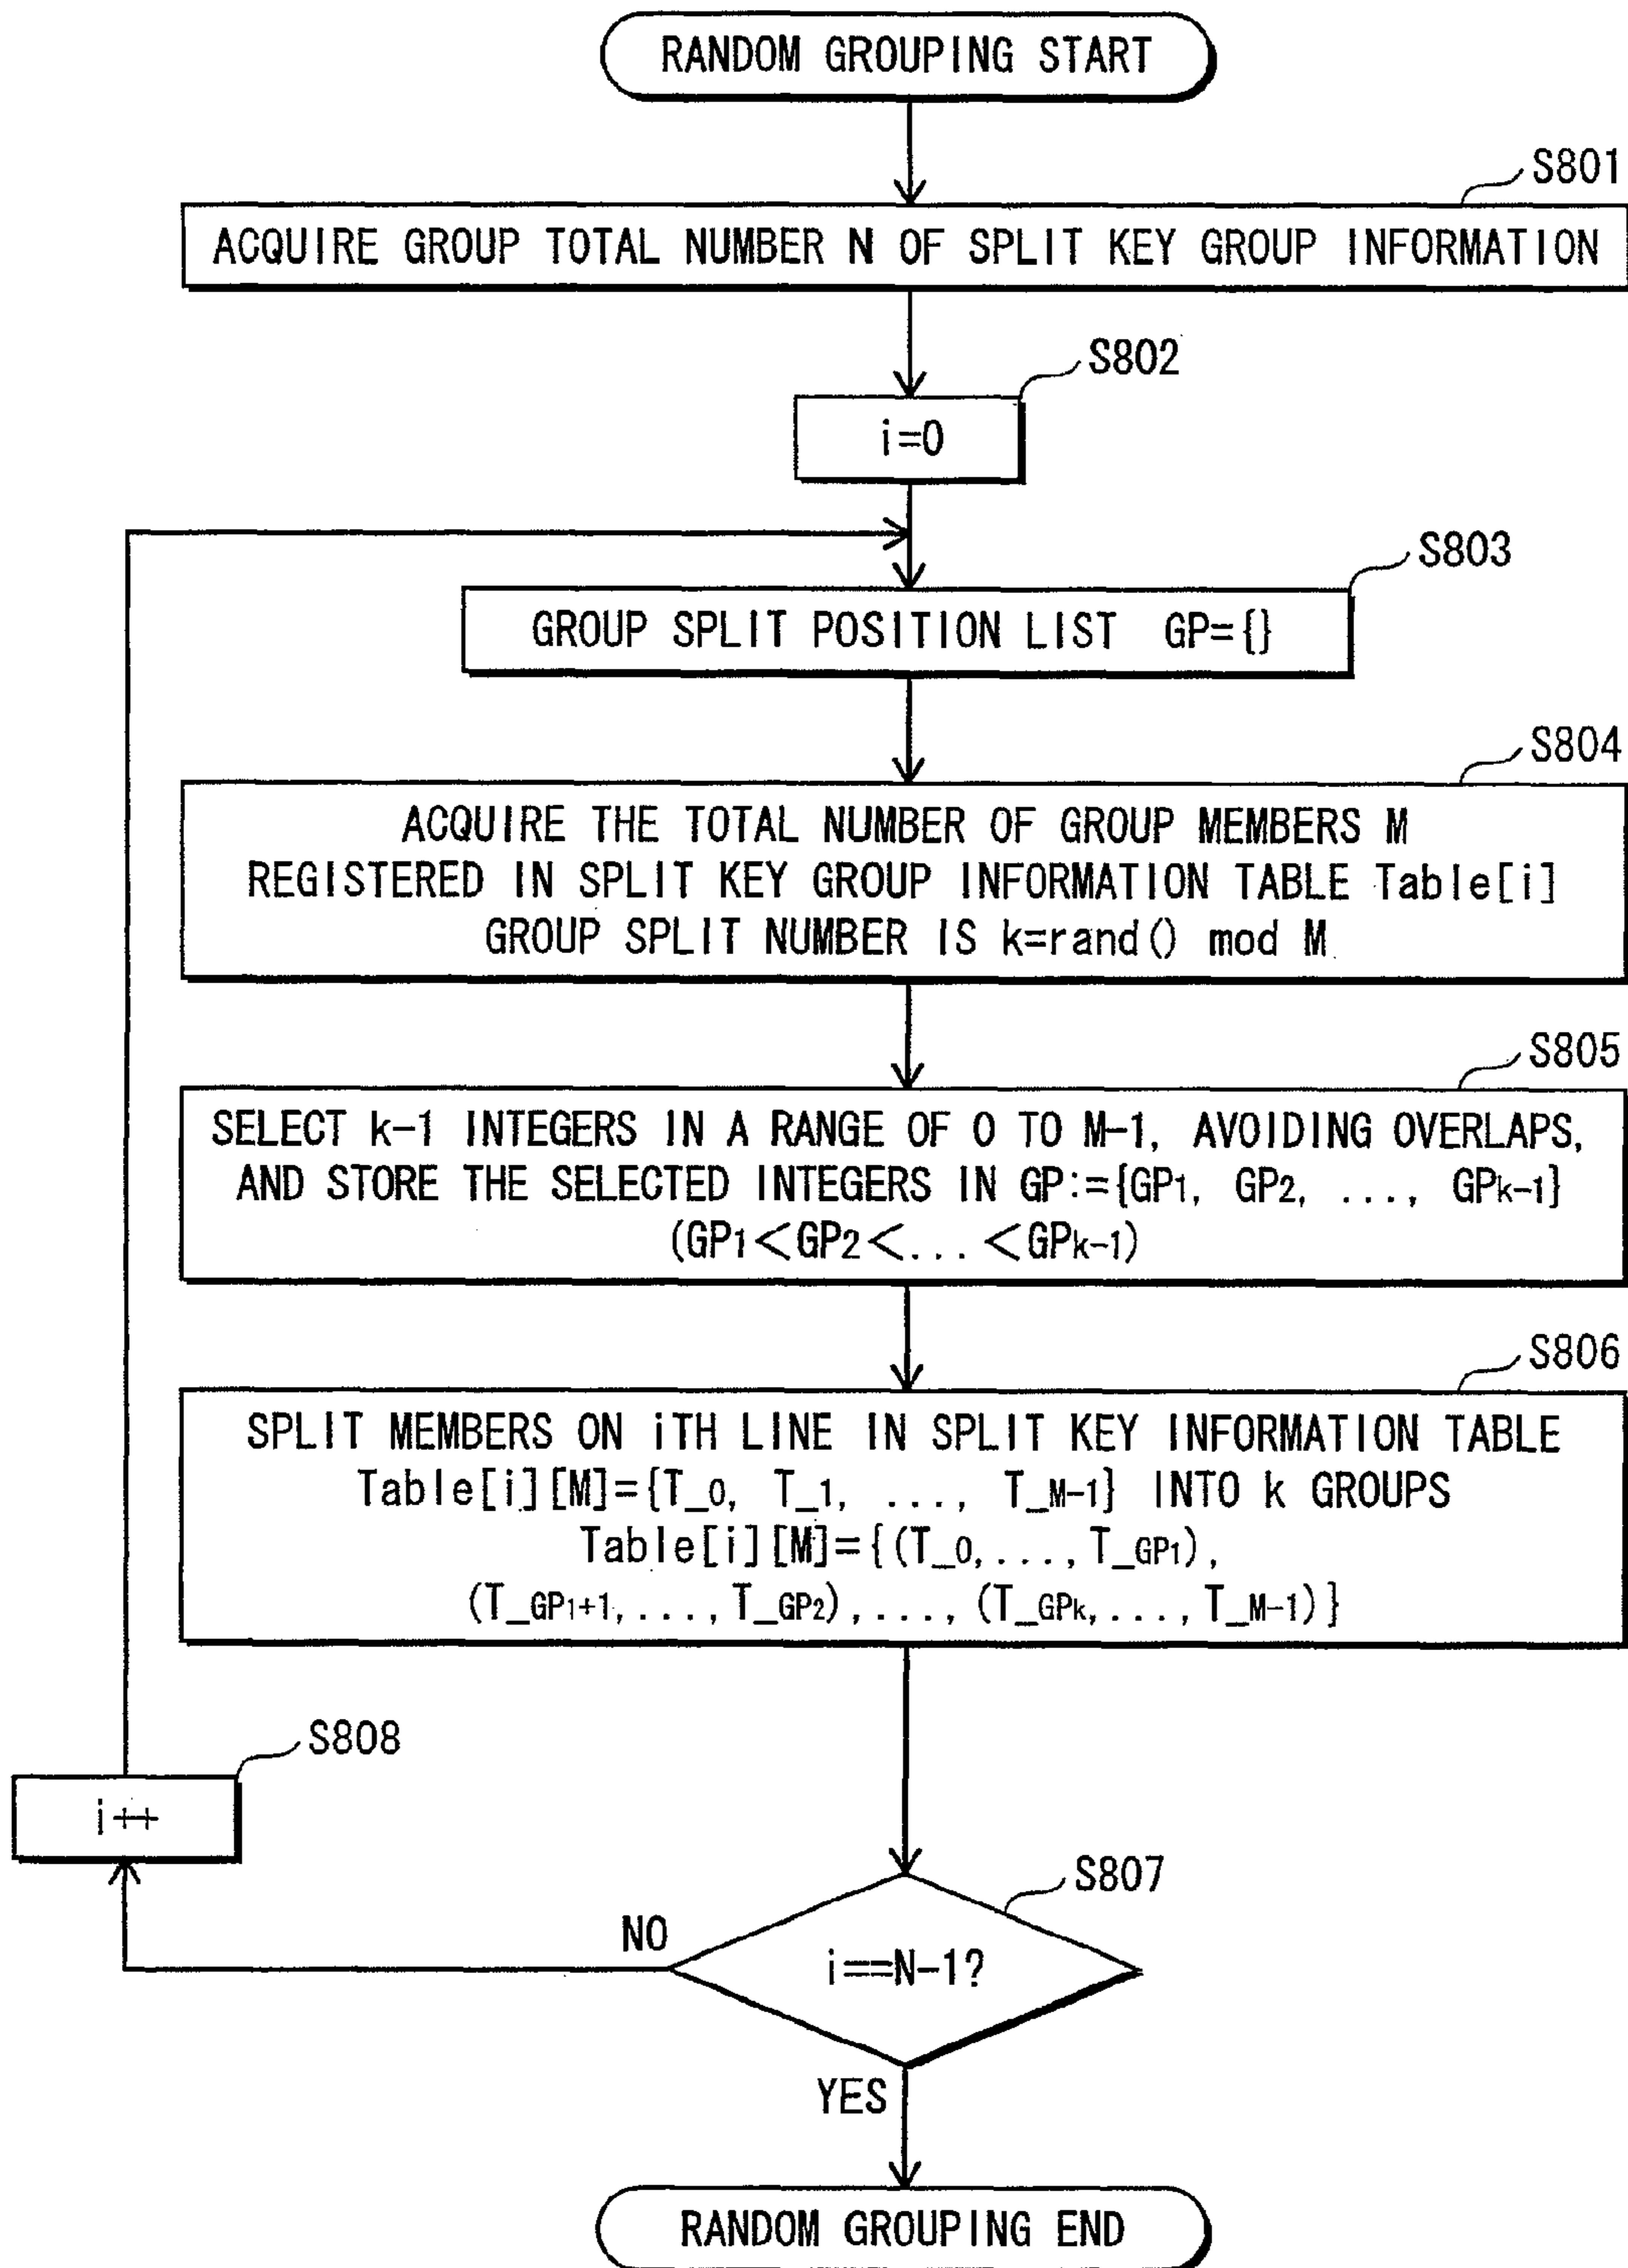 RANDOM GROUPING START
S801
ACQUIRE GROUP TOTAL NUMBER N OF SPLIT KEY GROUP INFORMATION
S802
i=0
S803
GROUP SPLIT POSITION LIST GP={}
S804
ACQUIRE THE TOTAL NUMBER OF GROUP MEMBERS M
REGISTERED IN SPLIT KEY GROUP INFORMATION TABLE Table[i]
GROUP SPLIT NUMBER IS k=rand() mod M
S805
SELECT k-1 INTEGERS IN A RANGE OF 0 TO M-1, AVOIDING OVERLAPS,
AND STORE THE SELECTED INTEGERS IN GP:={GP1, GP2, ..., GPk-1}
(GP1<GP2<...<GPk-1)
S806
SPLIT MEMBERS ON iTH LINE IN SPLIT KEY INFORMATION TABLE
Table[i][M]={T_0, T_1, ..., T_M-1} INTO k GROUPS
Table[i][M]={(T_0,...,T_GP1),
(T_GP1+1,...,T_GP2),...,(T_GPk,...,T_M-1)}
S808
i++
S807
NO
i==N-1?
YES
RANDOM GROUPING END